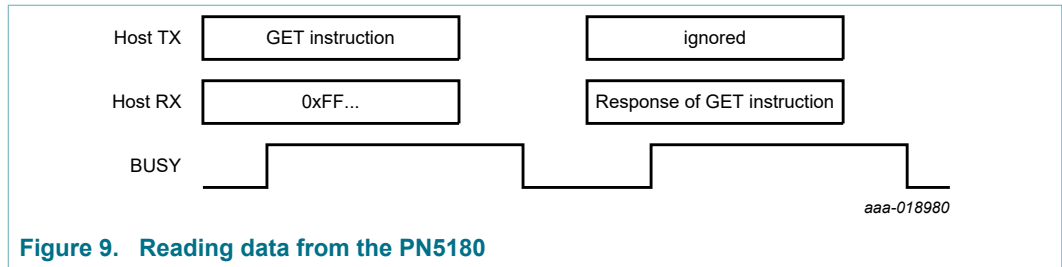 Host TX GET instruction ignored
Host RX 0xFF... Response of GET instruction
BUSY
aaa-018980
Figure 9. Reading data from the PN5180